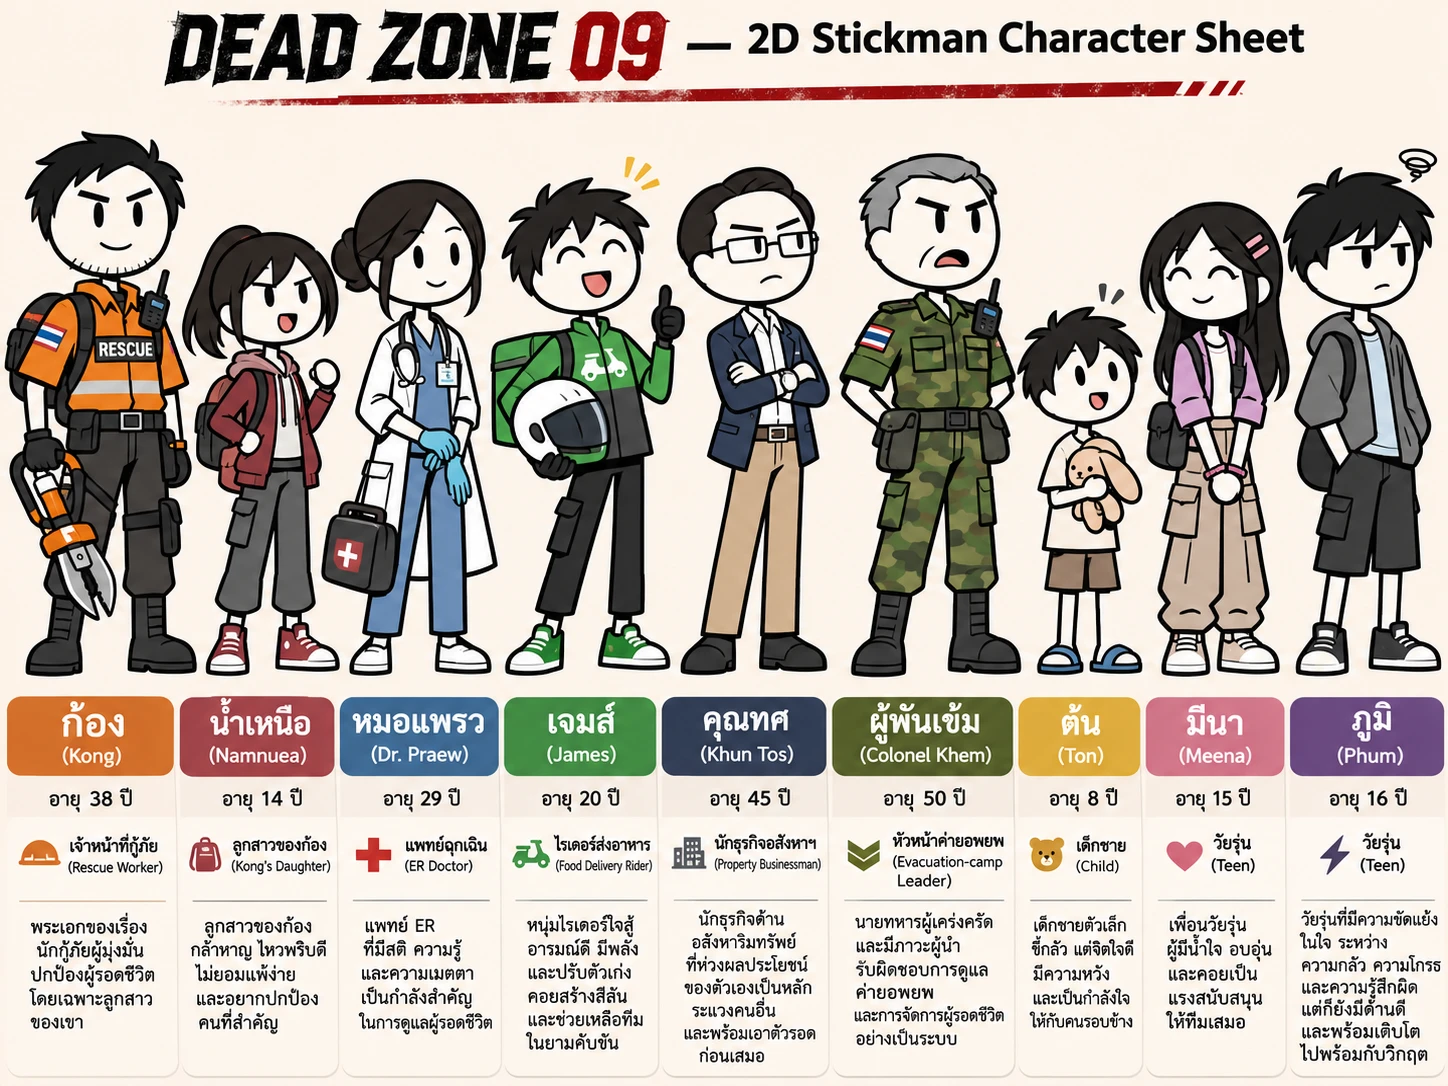 DEAD ZONE 09 — 2D Stickman Character Sheet
RESCUE
ก้อง
(Kong)
อายุ 38 ปี
เจ้าหน้าที่กู้ภัย
(Rescue Worker)
พระเอกของเรื่อง
นักกู้ภัยผู้มุ่งมั่น
ปกป้องผู้รอดชีวิต
โดยเฉพาะลูกสาว
ของเขา
น้ำเหนือ
(Namnuea)
อายุ 14 ปี
ลูกสาวของก้อง
(Kong's Daughter)
ลูกสาวของก้อง
กล้าหาญ ไหวพริบดี
ไม่ยอมแพ้ง่าย
และอยากปกป้อง
คนที่สำคัญ
หมอแพรว
(Dr. Praew)
อายุ 29 ปี
แพทย์ฉุกเฉิน
(ER Doctor)
แพทย์ ER
ที่มีสติ ความรู้
และความเมตตา
เป็นกำลังสำคัญ
ในการดูแลผู้รอดชีวิต
เจมส์
(James)
อายุ 20 ปี
ไรเดอร์ส่งอาหาร
(Food Delivery Rider)
หนุ่มไรเดอร์ใจสู้
อารมณ์ดี มีพลัง
และปรับตัวเก่ง
คอยสร้างสีสัน
และช่วยเหลือทีม
ในยามคับขัน
คุณทศ
(Khun Tos)
อายุ 45 ปี
นักธุรกิจอสังหาฯ
(Property Businessman)
นักธุรกิจด้าน
อสังหาริมทรัพย์
ที่ห่วงผลประโยชน์
ของตัวเองเป็นหลัก
ระแวงคนอื่น
และพร้อมเอาตัวรอด
ก่อนเสมอ
ผู้พันเข้ม
(Colonel Khem)
อายุ 50 ปี
หัวหน้าค่ายอพยพ
(Evacuation-camp
Leader)
นายทหารผู้เคร่งครัด
และมีภาวะผู้นำ
รับผิดชอบการดูแล
ค่ายอพยพ
และการจัดการผู้รอดชีวิต
อย่างเป็นระบบ
ต้น
(Ton)
อายุ 8 ปี
เด็กชาย
(Child)
เด็กชายตัวเล็ก
ขี้กลัว แต่จิตใจดี
มีความหวัง
และเป็นกำลังใจ
ให้กับคนรอบข้าง
มีนา
(Meena)
อายุ 15 ปี
วัยรุ่น
(Teen)
เพื่อนวัยรุ่น
ผู้มีน้ำใจ อบอุ่น
และคอยเป็น
แรงสนับสนุน
ให้ทีมเสมอ
ภูมิ
(Phum)
อายุ 16 ปี
วัยรุ่น
(Teen)
วัยรุ่นที่มีความขัดแย้ง
ในใจ ระหว่าง
ความกลัว ความโกรธ
และความรู้สึกผิด
แต่ก็ยังมีด้านดี
และพร้อมเติบโต
ไปพร้อมกับวิกฤต